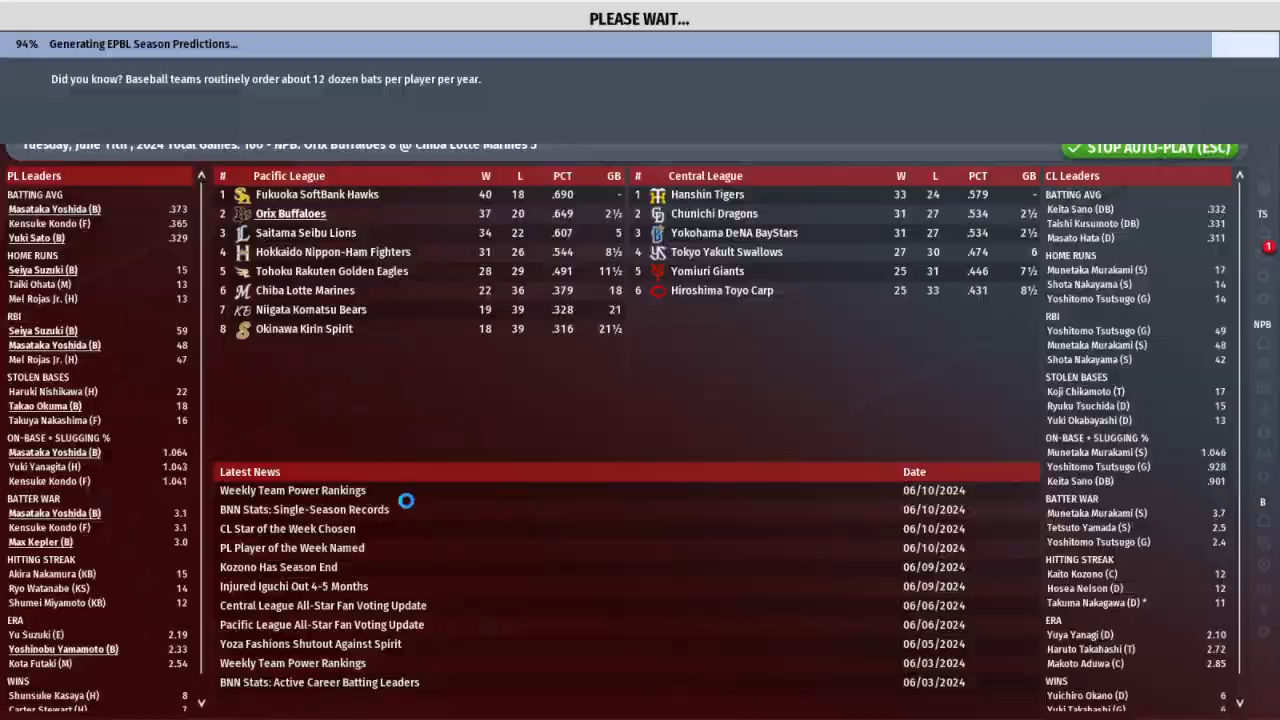 PLEASE WAIT...
94% Generating EPBL Season Predictions...
Did you know? Baseball teams routinely order about 12 dozen bats per player per year.
Tuesday, June 11th, 2024 Total Games: 160 - NPB: Orix Buffaloes 8 @ Chiba Lotte Marines 5
STOP AUTO-PLAY (ESC)
PL Leaders
BATTING AVG
Masataka Yoshida (B) .373
Kensuke Kondo (F) .365
Yuki Sato (B) .329
HOME RUNS
Seiya Suzuki (B) 15
Taiki Ohata (M) 13
Mel Rojas Jr. (H) 13
RBI
Seiya Suzuki (B) 59
Masataka Yoshida (B) 48
Mel Rojas Jr. (H) 47
STOLEN BASES
Haruki Nishikawa (H) 22
Takao Okuma (B) 18
Takuya Nakashima (F) 16
ON-BASE + SLUGGING %
Masataka Yoshida (B) 1.064
Yuki Yanagita (H) 1.043
Kensuke Kondo (F) 1.041
BATTER WAR
Masataka Yoshida (B) 3.1
Kensuke Kondo (F) 3.1
Max Kepler (B) 3.0
HITTING STREAK
Akira Nakamura (KB) 15
Ryo Watanabe (KS) 14
Shumei Miyamoto (KB) 12
ERA
Yu Suzuki (E) 2.19
Yoshinobu Yamamoto (B) 2.33
Kota Futaki (M) 2.54
WINS
Shunsuke Kasaya (H) 8
Carter Stewart (H) 7
# Pacific League W L PCT GB
1 Fukuoka SoftBank Hawks 40 18 .690 -
2 Orix Buffaloes 37 20 .649 2½
3 Saitama Seibu Lions 34 22 .607 5
4 Hokkaido Nippon-Ham Fighters 31 26 .544 8½
5 Tohoku Rakuten Golden Eagles 28 29 .491 11½
6 Chiba Lotte Marines 22 36 .379 18
7 Niigata Komatsu Bears 19 39 .328 21
8 Okinawa Kirin Spirit 18 39 .316 21½
# Central League W L PCT GB
1 Hanshin Tigers 33 24 .579 -
2 Chunichi Dragons 31 27 .534 2½
3 Yokohama DeNA BayStars 31 27 .534 2½
4 Tokyo Yakult Swallows 27 30 .474 6
5 Yomiuri Giants 25 31 .446 7½
6 Hiroshima Toyo Carp 25 33 .431 8½
Latest News Date
Weekly Team Power Rankings 06/10/2024
BNN Stats: Single-Season Records 06/10/2024
CL Star of the Week Chosen 06/10/2024
PL Player of the Week Named 06/10/2024
Kozono Has Season End 06/09/2024
Injured Iguchi Out 4-5 Months 06/09/2024
Central League All-Star Fan Voting Update 06/06/2024
Pacific League All-Star Fan Voting Update 06/06/2024
Yoza Fashions Shutout Against Spirit 06/05/2024
Weekly Team Power Rankings 06/03/2024
BNN Stats: Active Career Batting Leaders 06/03/2024
CL Leaders
BATTING AVG
Keita Sano (DB) .332
Taishi Kusumoto (DB) .331
Masato Hata (D) .311
HOME RUNS
Munetaka Murakami (S) 17
Shota Nakayama (S) 14
Yoshitomo Tsutsugo (G) 14
RBI
Yoshitomo Tsutsugo (G) 49
Munetaka Murakami (S) 48
Shota Nakayama (S) 42
STOLEN BASES
Koji Chikamoto (T) 17
Ryuku Tsuchida (D) 15
Yuki Okabayashi (D) 13
ON-BASE + SLUGGING %
Munetaka Murakami (S) 1.046
Yoshitomo Tsutsugo (G) .928
Keita Sano (DB) .901
BATTER WAR
Munetaka Murakami (S) 3.7
Tetsuto Yamada (S) 2.5
Yoshitomo Tsutsugo (G) 2.4
HITTING STREAK
Kaito Kozono (C) 12
Hosea Nelson (D) 12
Takuma Nakagawa (D) * 11
ERA
Yuya Yanagi (D) 2.10
Haruto Takahashi (T) 2.72
Makoto Aduwa (C) 2.85
WINS
Yuichiro Okano (D) 6
Yuki Takahashi (G) 6
TS
1
NPB
B